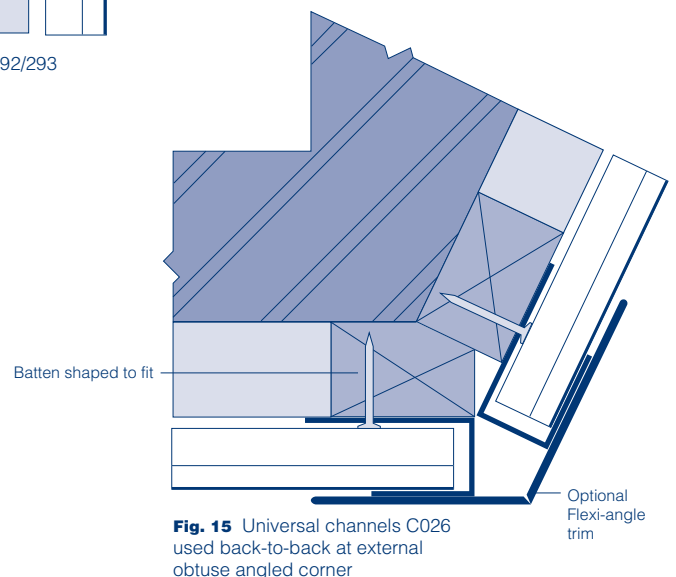 92/293
Batten shaped to fit
Optional
Flexi-angle
trim
Fig. 15 Universal channels C026
used back-to-back at external
obtuse angled corner